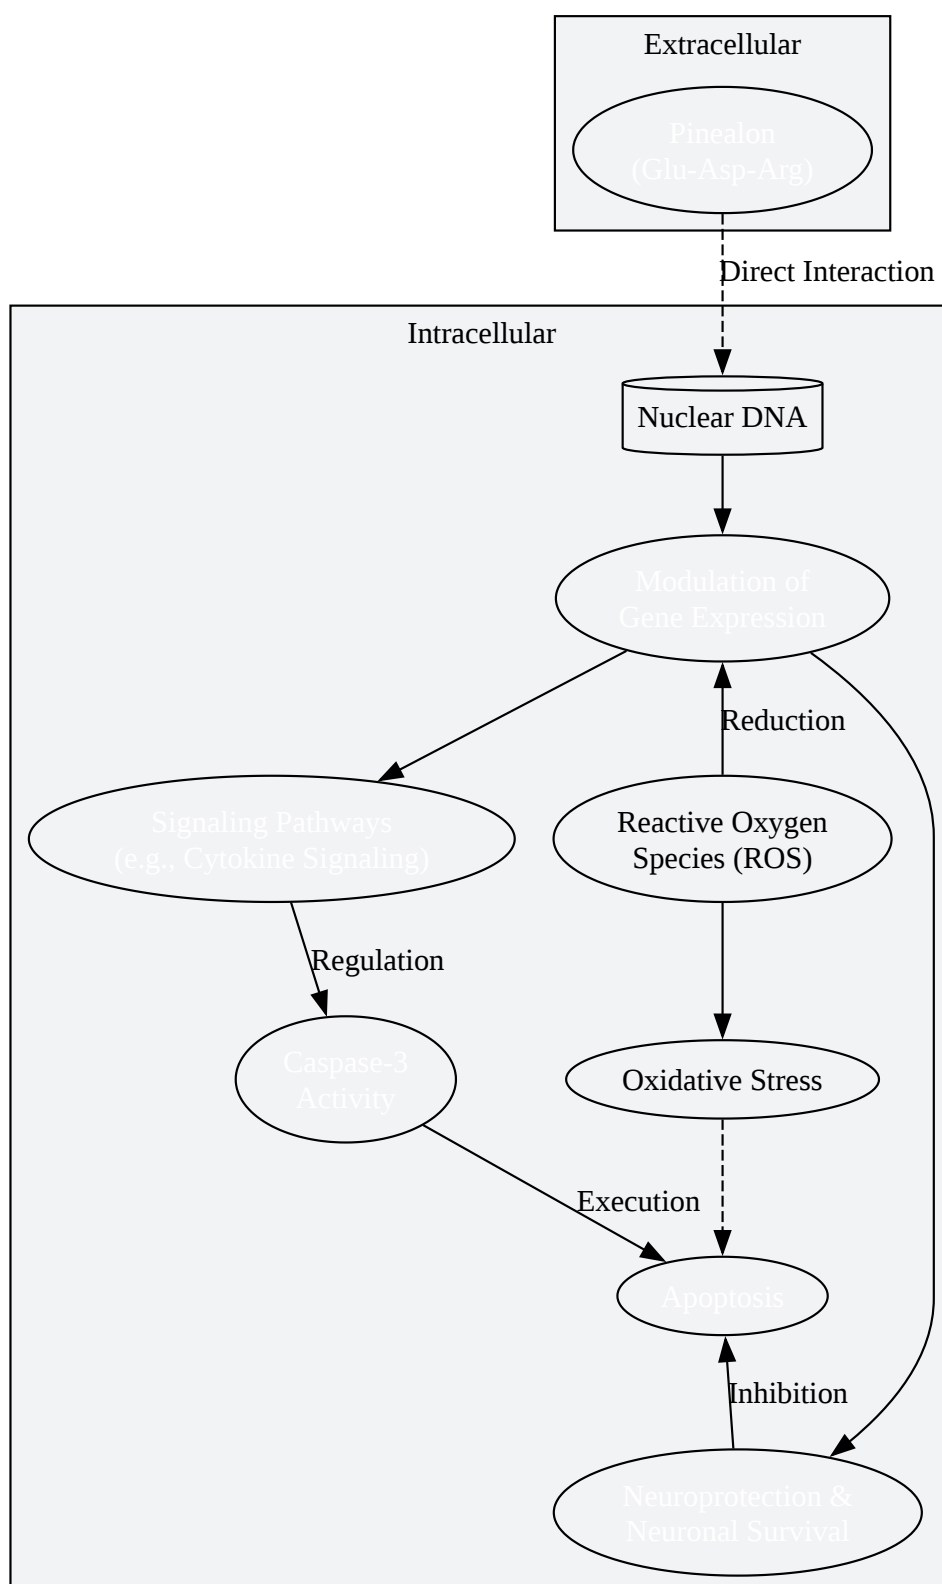 Extracellular
Pinealon
(Glu-Asp-Arg)
Direct Interaction
Intracellular
Nuclear DNA
Modulation of
Gene Expression
Reduction
Signaling Pathways
(e.g., Cytokine Signaling)
Reactive Oxygen
Species (ROS)
Regulation
Caspase-3
Activity
Oxidative Stress
Execution
Apoptosis
Inhibition
Neuroprotection &
Neuronal Survival